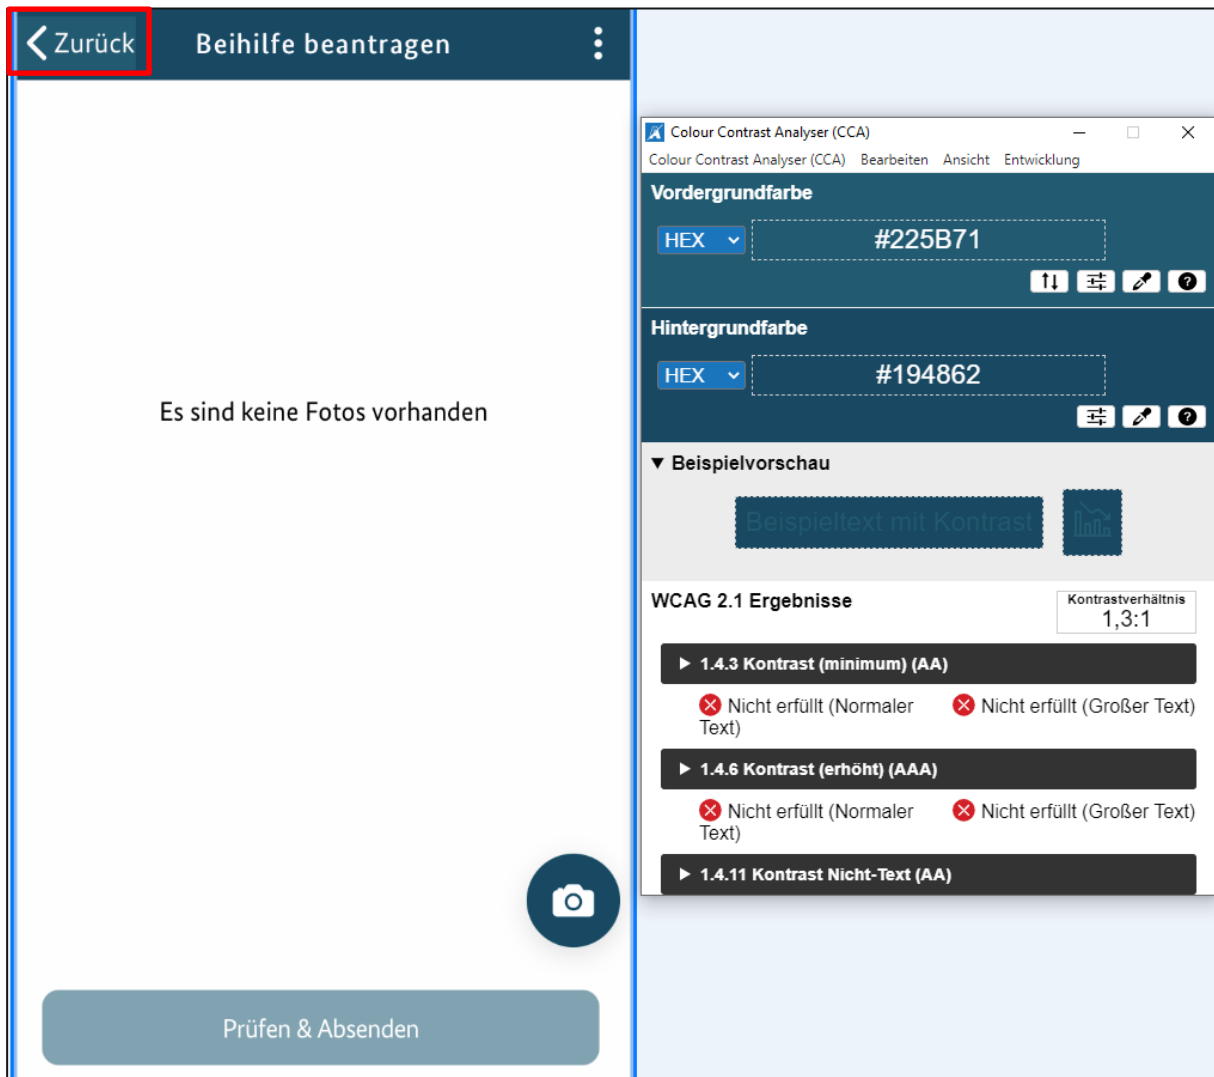 Zurück
Beihilfe beantragen
Es sind keine Fotos vorhanden
Prüfen & Absenden
Colour Contrast Analyser (CCA)
Colour Contrast Analyser (CCA) Bearbeiten Ansicht Entwicklung
Vordergrundfarbe
HEX #225B71
Hintergrundfarbe
HEX #194862
▼ Beispielvorschau
Beispieltext mit Kontrast
WCAG 2.1 Ergebnisse
Kontrastverhältnis
1,3:1
1.4.3 Kontrast (minimum) (AA)
Nicht erfüllt (Normaler
Text)
Nicht erfüllt (Großer Text)
1.4.6 Kontrast (erhöht) (AAA)
Nicht erfüllt (Normaler
Text)
Nicht erfüllt (Großer Text)
1.4.11 Kontrast Nicht-Text (AA)